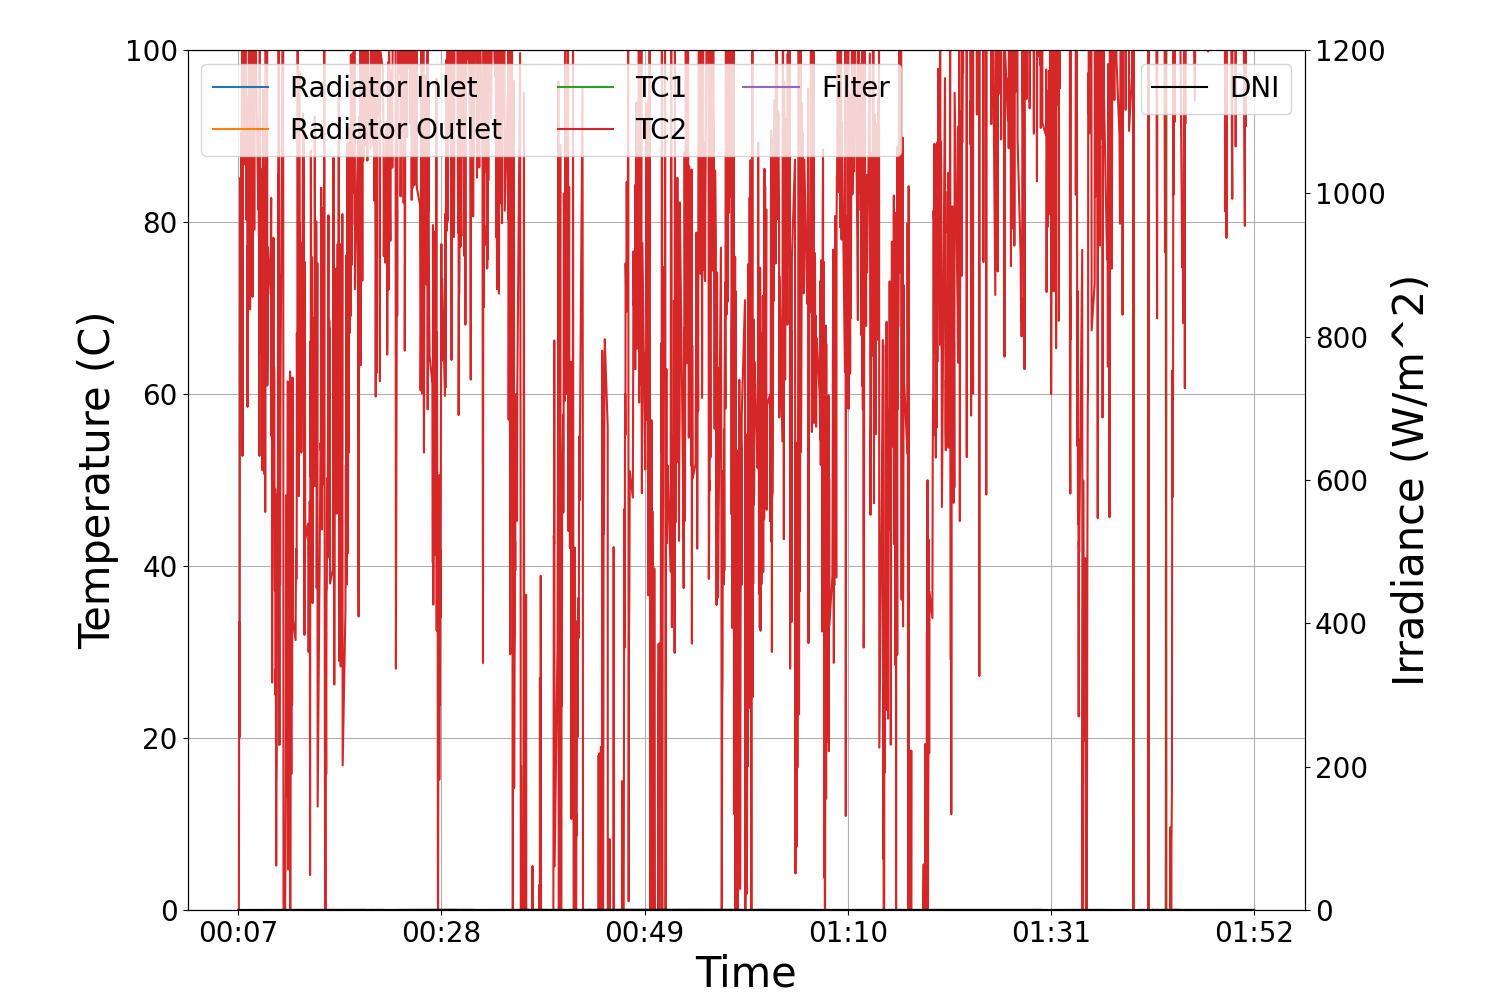 100
80
60
40
20
0
Temperature (C)
Radiator Inlet
Radiator Outlet
TC1
TC2
Filter
DNI
1200
1000
800
600
400
200
0
Irradiance (W/m^2)
00:07 00:28 00:49 01:10 01:31 01:52
Time